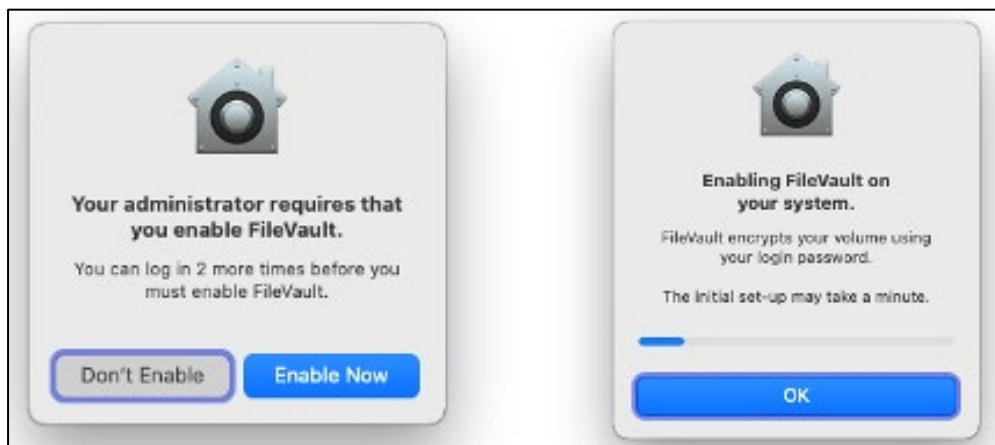 Your administrator requires that
you enable FileVault.
You can log in 2 more times before you
must enable FileVault.
Don't Enable
Enable Now
Enabling FileVault on
your system.
FileVault encrypts your volume using
your login password.
The initial set-up may take a minute.
OK